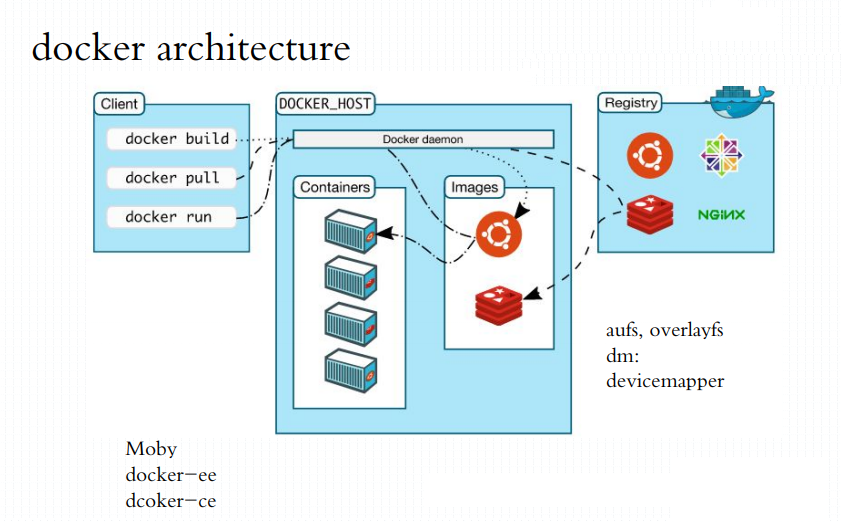 docker architecture
Client
docker build
docker pull
docker run
DOCKER_HOST
Docker daemon
Containers
Images
Registry
NGiNX
aufs, overlayfs
dm:
devicemapper
Moby
docker-ee
dcoker-ce